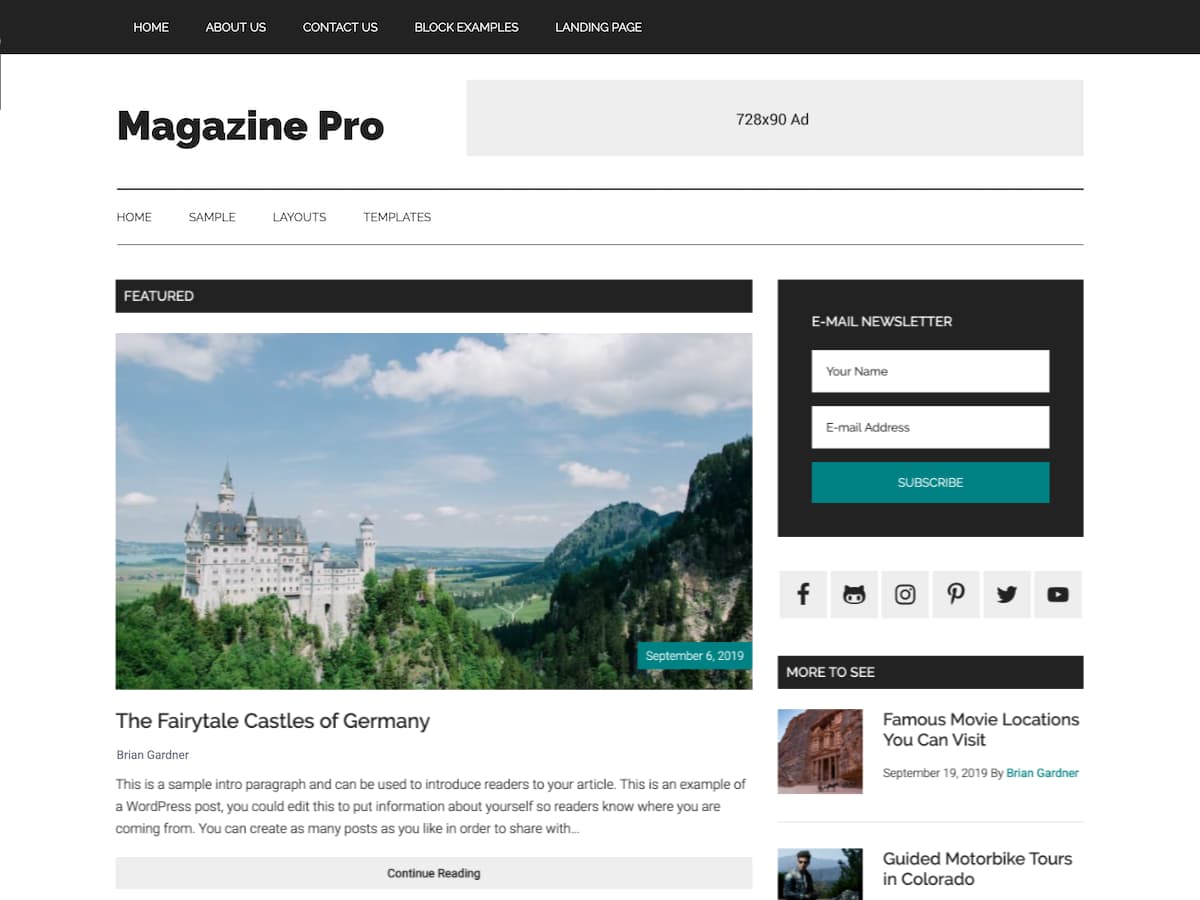 HOME ABOUT US CONTACT US BLOCK EXAMPLES LANDING PAGE
Magazine Pro
728x90 Ad
HOME SAMPLE LAYOUTS TEMPLATES
FEATURED
September 6, 2019
The Fairytale Castles of Germany
Brian Gardner
This is a sample intro paragraph and can be used to introduce readers to your article. This is an example of
a WordPress post, you could edit this to put information about yourself so readers know where you are
coming from. You can create as many posts as you like in order to share with...
Continue Reading
E-MAIL NEWSLETTER
Your Name
E-mail Address
SUBSCRIBE
MORE TO SEE
Famous Movie Locations
You Can Visit
September 19, 2019 By Brian Gardner
Guided Motorbike Tours
in Colorado